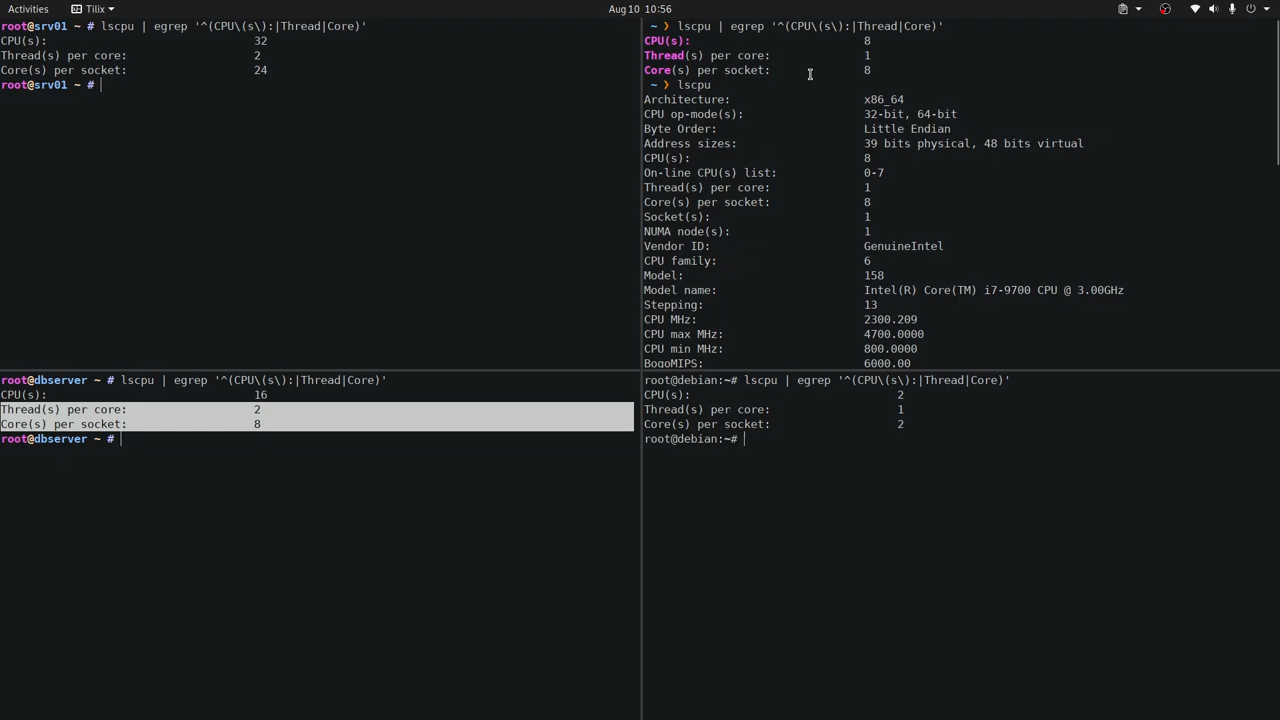 Activities Tilix Aug 10 10:56
root@srv01 ~ # lscpu | egrep '^(CPU\(s\):|Thread|Core)'
CPU(s): 32
Thread(s) per core: 2
Core(s) per socket: 24
root@srv01 ~ #
~ ❯ lscpu | egrep '^(CPU\(s\):|Thread|Core)'
CPU(s): 8
Thread(s) per core: 1
Core(s) per socket: 8
~ ❯ lscpu
Architecture: x86_64
CPU op-mode(s): 32-bit, 64-bit
Byte Order: Little Endian
Address sizes: 39 bits physical, 48 bits virtual
CPU(s): 8
On-line CPU(s) list: 0-7
Thread(s) per core: 1
Core(s) per socket: 8
Socket(s): 1
NUMA node(s): 1
Vendor ID: GenuineIntel
CPU family: 6
Model: 158
Model name: Intel(R) Core(TM) i7-9700 CPU @ 3.00GHz
Stepping: 13
CPU MHz: 2300.209
CPU max MHz: 4700.0000
CPU min MHz: 800.0000
BogoMIPS: 6000.00
root@dbserver ~ # lscpu | egrep '^(CPU\(s\):|Thread|Core)'
CPU(s): 16
Thread(s) per core: 2
Core(s) per socket: 8
root@dbserver ~ #
root@debian:~# lscpu | egrep '^(CPU\(s\):|Thread|Core)'
CPU(s): 2
Thread(s) per core: 1
Core(s) per socket: 2
root@debian:~#